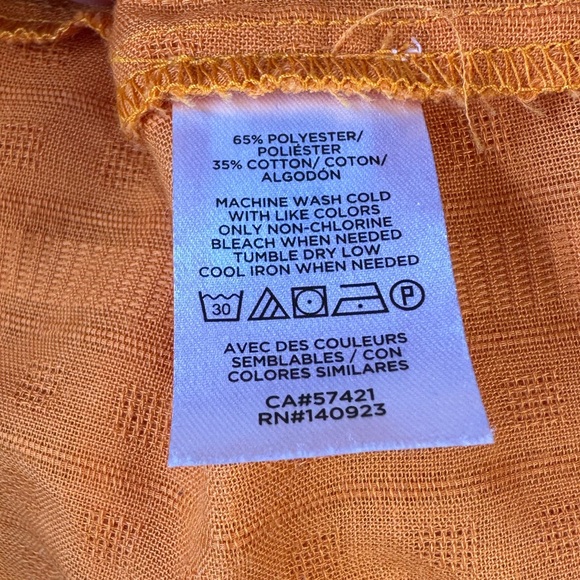 65% POLYESTER/
POLIÉSTER
35% COTTON/ COTON/
ALGODÓN
MACHINE WASH COLD
WITH LIKE COLORS
ONLY NON-CHLORINE
BLEACH WHEN NEEDED
TUMBLE DRY LOW
COOL IRON WHEN NEEDED
30 P
AVEC DES COULEURS
SEMBLABLES / CON
COLORES SIMILARES
CA#57421
RN#140923